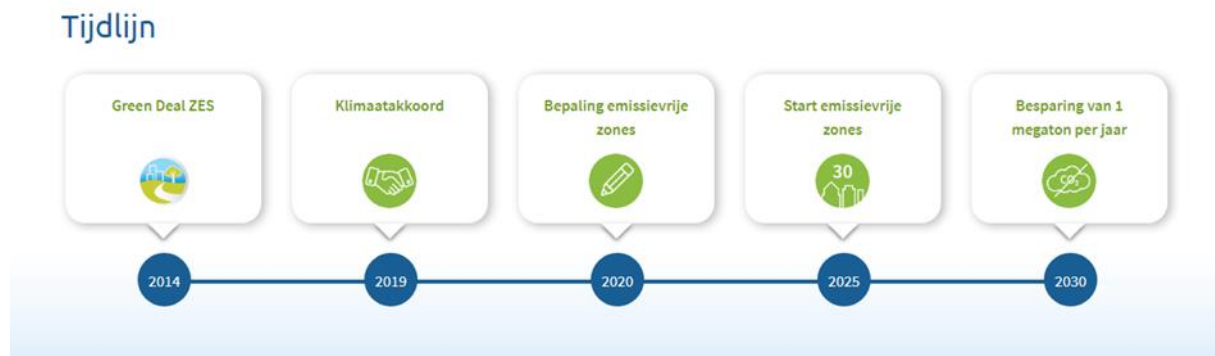 Tijdlijn
Green Deal ZES
Klimaatakkoord
Bepaling emissievrije
zones
Start emissievrije
zones
30
Besparing van 1
megaton per jaar
CO₂
2014
2019
2020
2025
2030